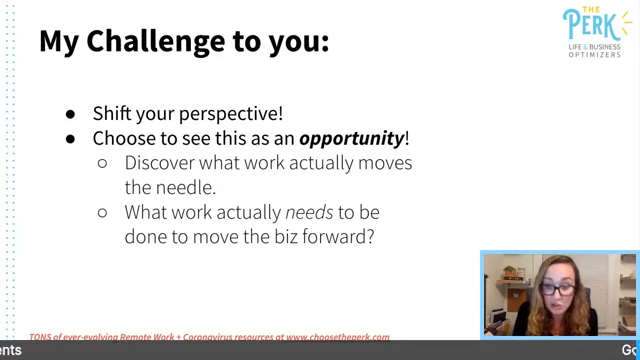 My Challenge to you:
THE
PERK
LIFE & BUSINESS
OPTIMIZERS
● Shift your perspective!
● Choose to see this as an opportunity!
○ Discover what work actually moves
the needle.
○ What work actually needs to be
done to move the biz forward?
TONS of ever-evolving Remote Work + Coronavirus resources at www.choosetheperk.com
ents
Go